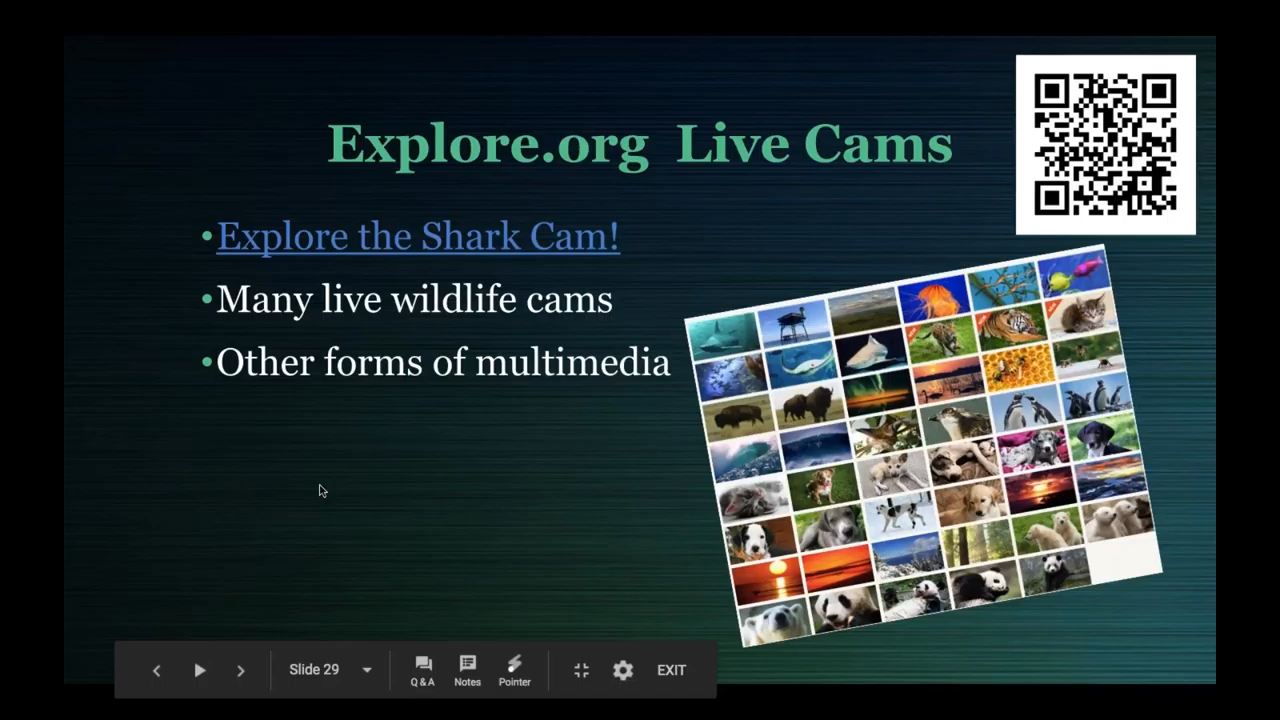 Explore.org Live Cams
•Explore the Shark Cam!
•Many live wildlife cams
•Other forms of multimedia
Slide 29
Q & A
Notes
Pointer
EXIT